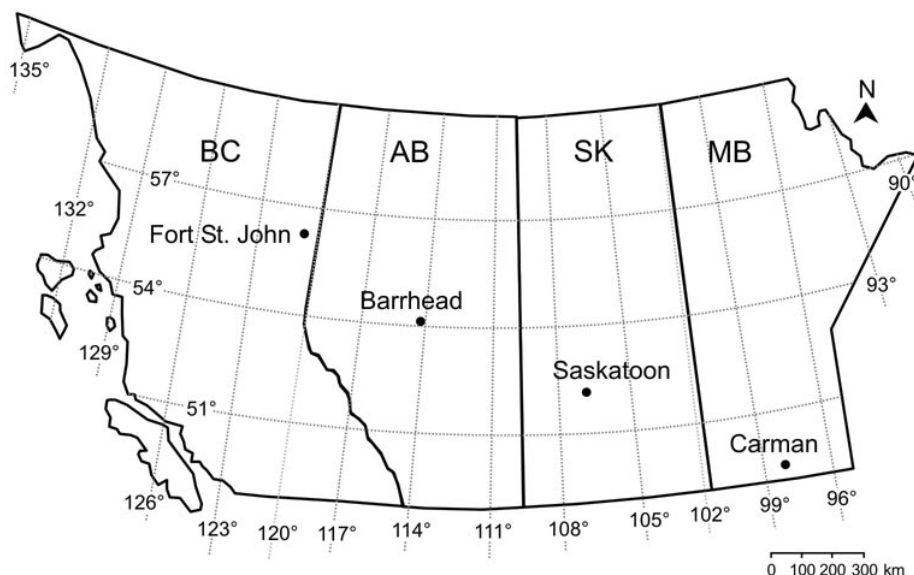 N
135°
BC
AB
SK
MB
57°
90°
132°
Fort St. John
54°
Barrhead
93°
129°
Saskatoon
51°
Carman
126°
123°
120°
117°
114°
111°
108°
105°
102°
99°
96°
0 100 200 300 km